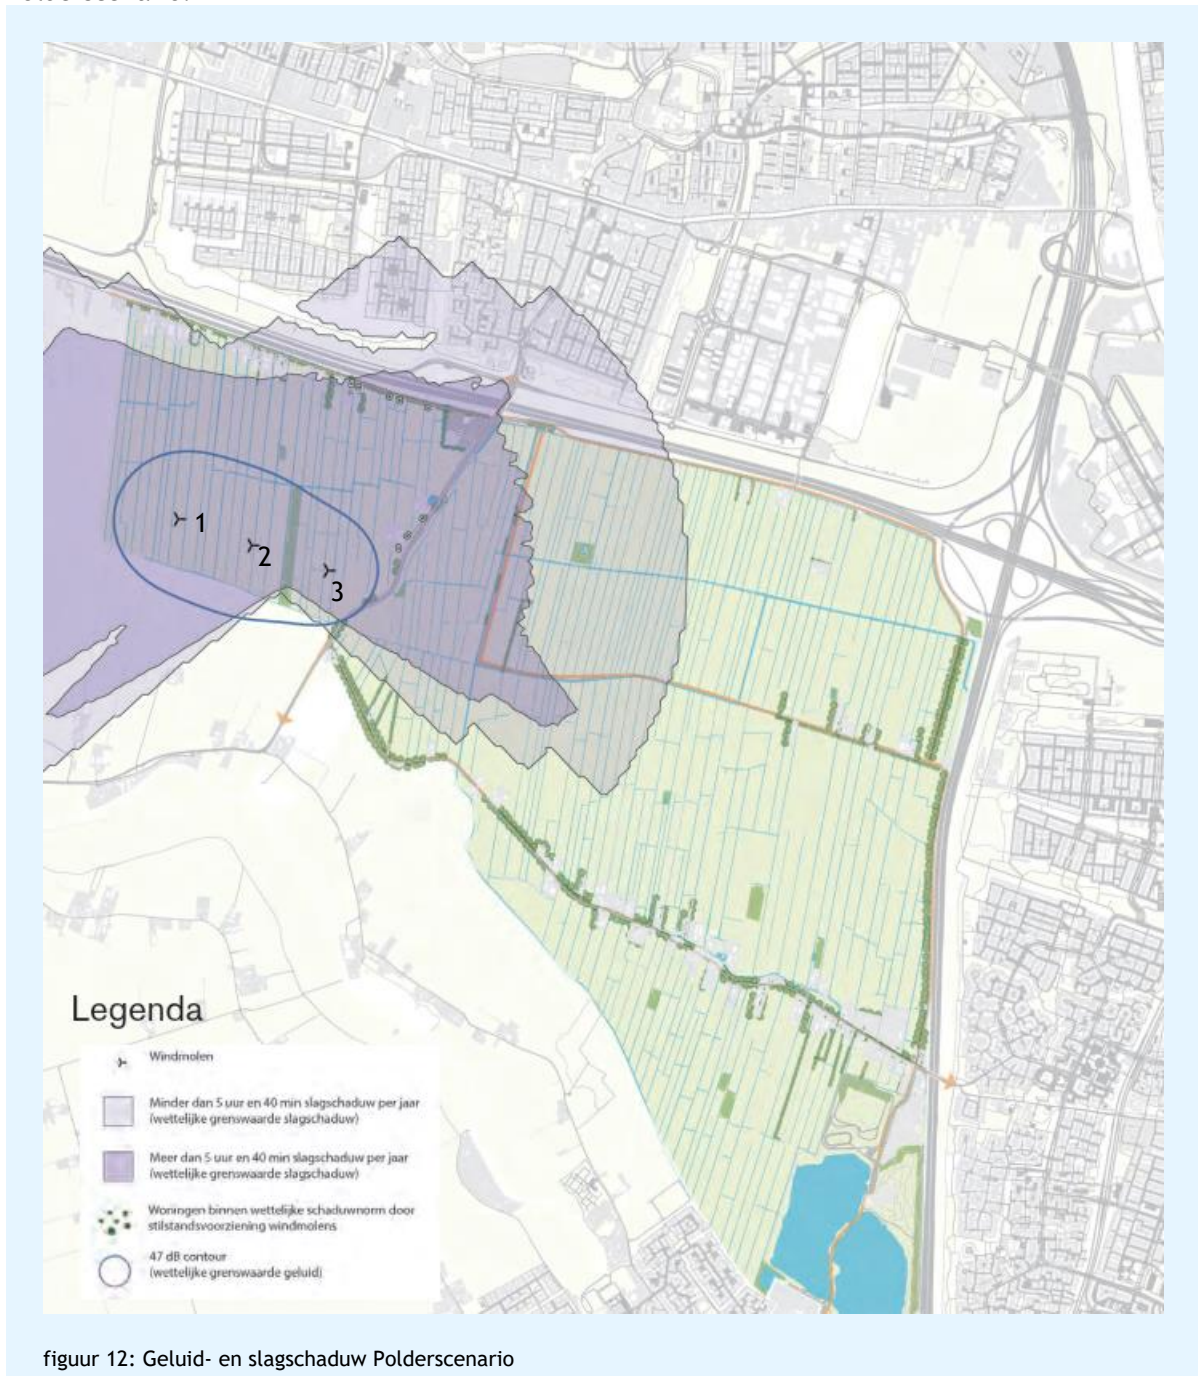 1
2
3
Legenda
Windmolen
Minder dan 5 uur en 40 min slagschaduw per jaar
(wettelijke grenswaarde slagschaduw)
Meer dan 5 uur en 40 min slagschaduw per jaar
(wettelijke grenswaarde slagschaduw)
Woningen binnen wettelijke schaduwnorm door
stilstandsvoorziening windmolens
47 dB contour
(wettelijke grenswaarde geluid)
figuur 12: Geluid- en slagschaduw Polderscenario